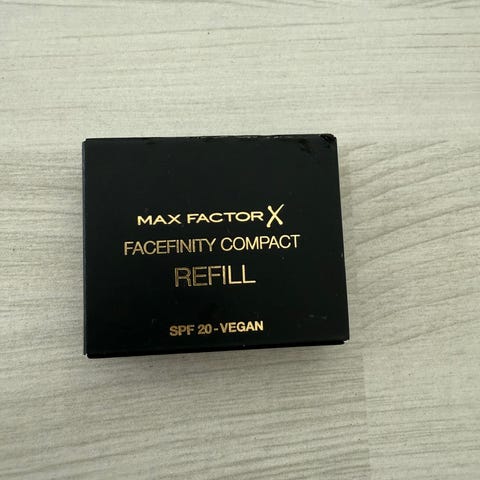 MAX FACTOR X
FACEFINITY COMPACT
REFILL
SPF 20-VEGAN